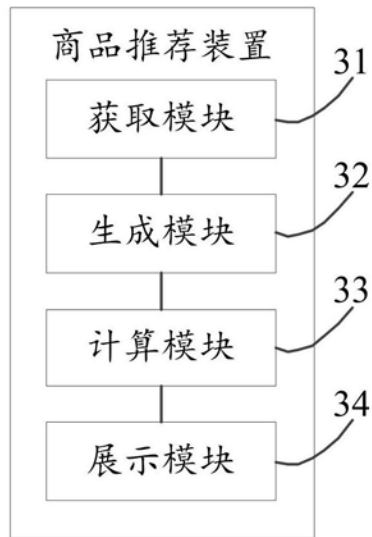 商品推荐装置
31
获取模块
32
生成模块
33
计算模块
34
展示模块